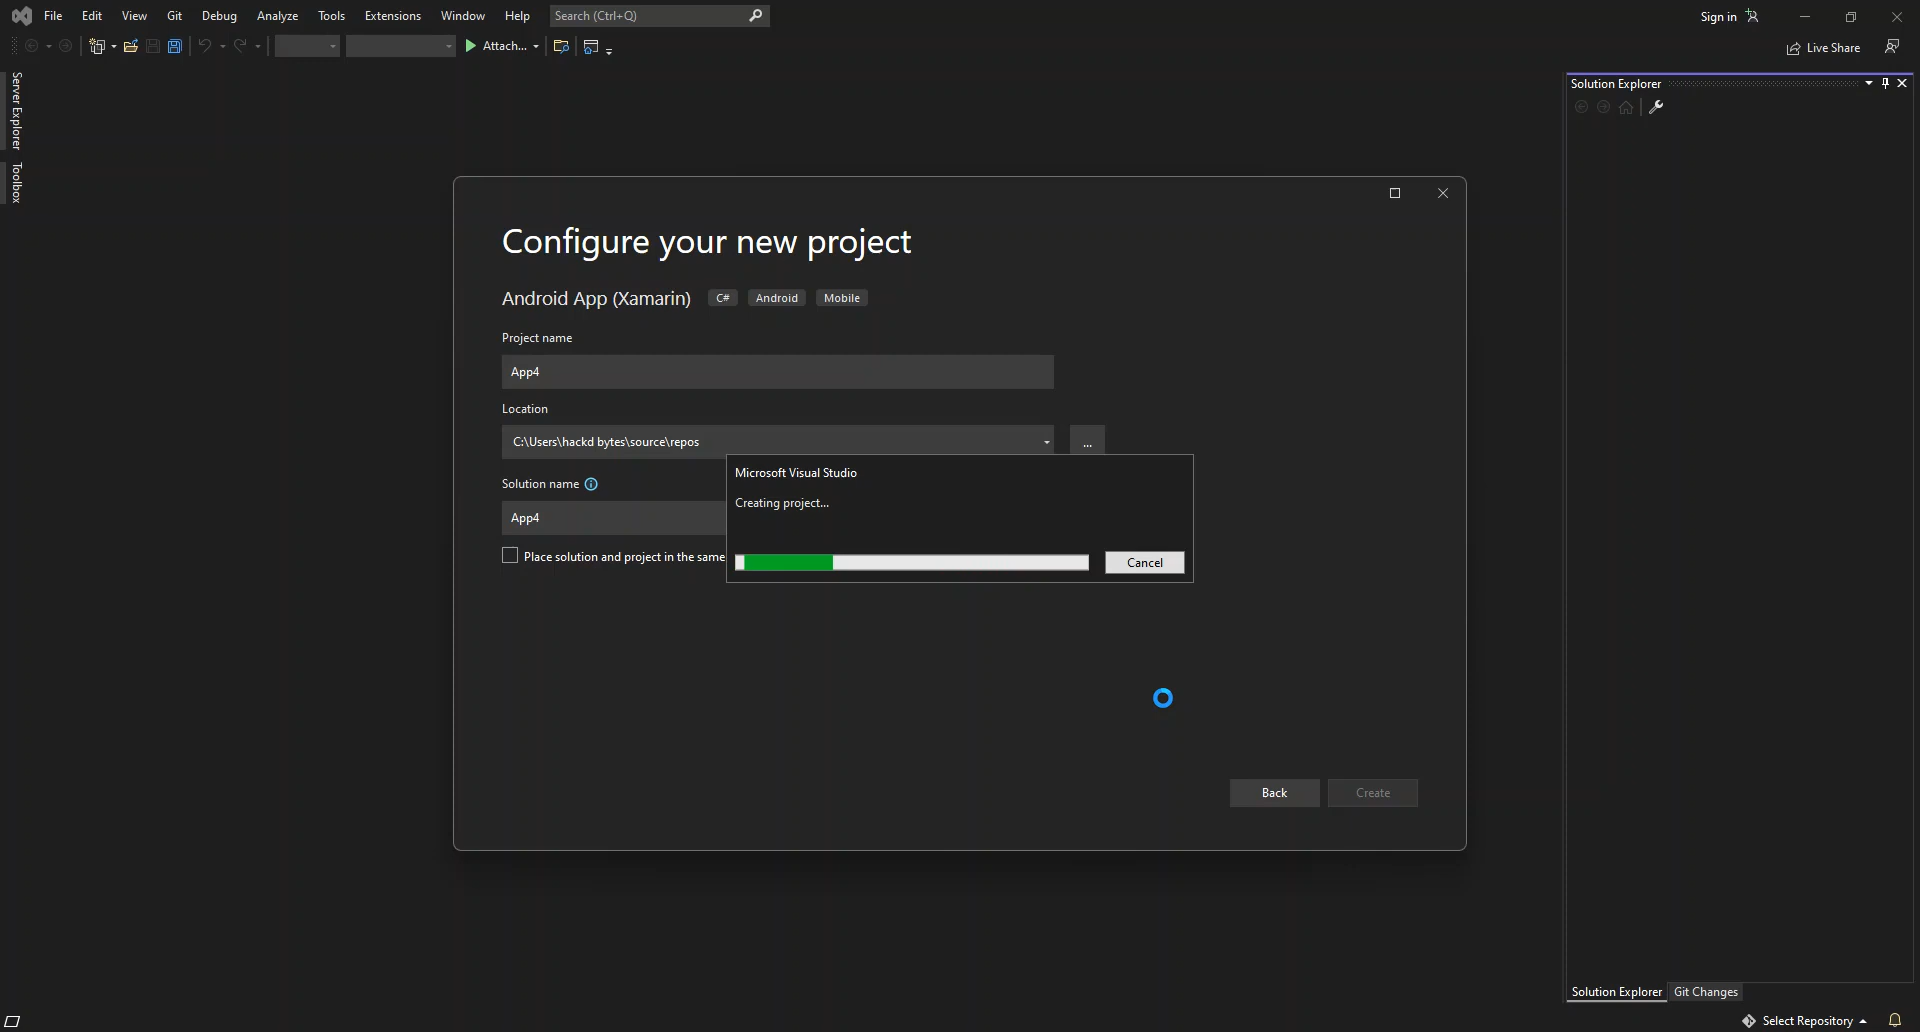 File Edit View Git Debug Analyze Tools Extensions Window Help Search (Ctrl+Q) Sign in
Attach... Live Share
Server Explorer
Toolbox
Solution Explorer
Configure your new project
Android App (Xamarin) C# Android Mobile
Project name
App4
Location
C:\Users\hackd bytes\source\repos ...
Solution name
App4
Place solution and project in the same
Microsoft Visual Studio
Creating project...
Cancel
Back Create
Solution Explorer Git Changes
Select Repository